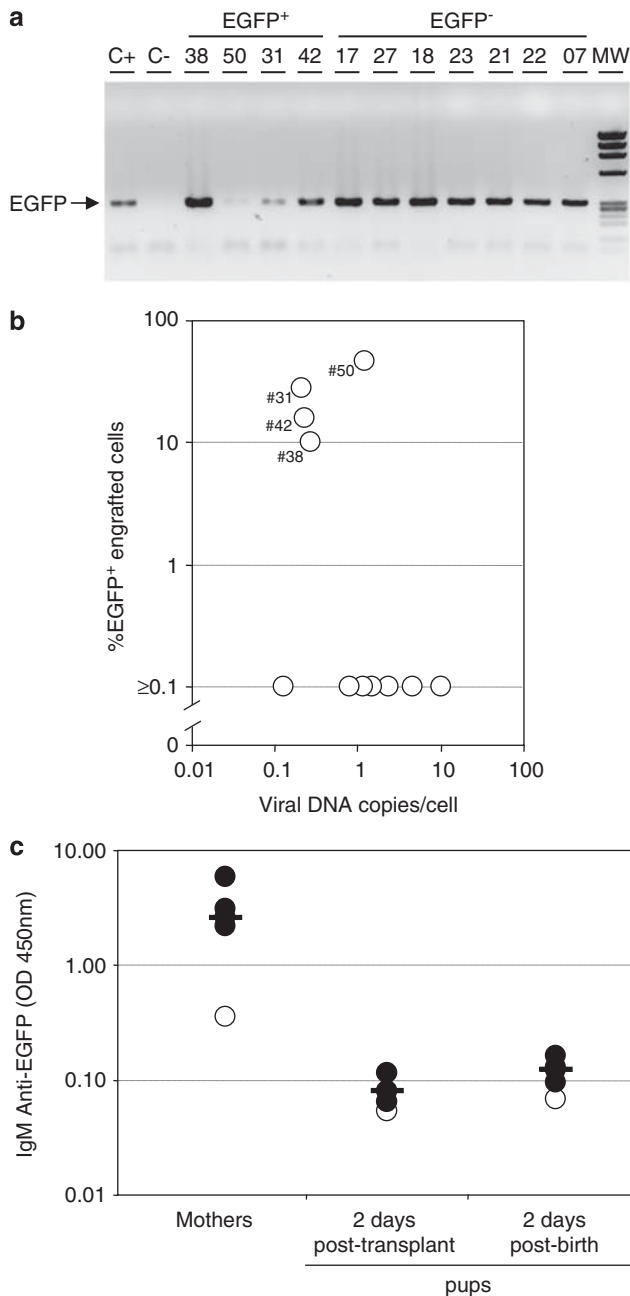 a
EGFP+ EGFP-
C+ C- 38 50 31 42 17 27 18 23 21 22 07 MW
EGFP
b
100
#50
#31
#42
10
#38
1
≥0.1
0
0.01 0.1 1 10 100
%EGFP+ engrafted cells
Viral DNA copies/cell
c
10.00
1.00
0.10
0.01
IgM Anti-EGFP (OD 450nm)
Mothers 2 days 2 days
post-transplant post-birth
pups